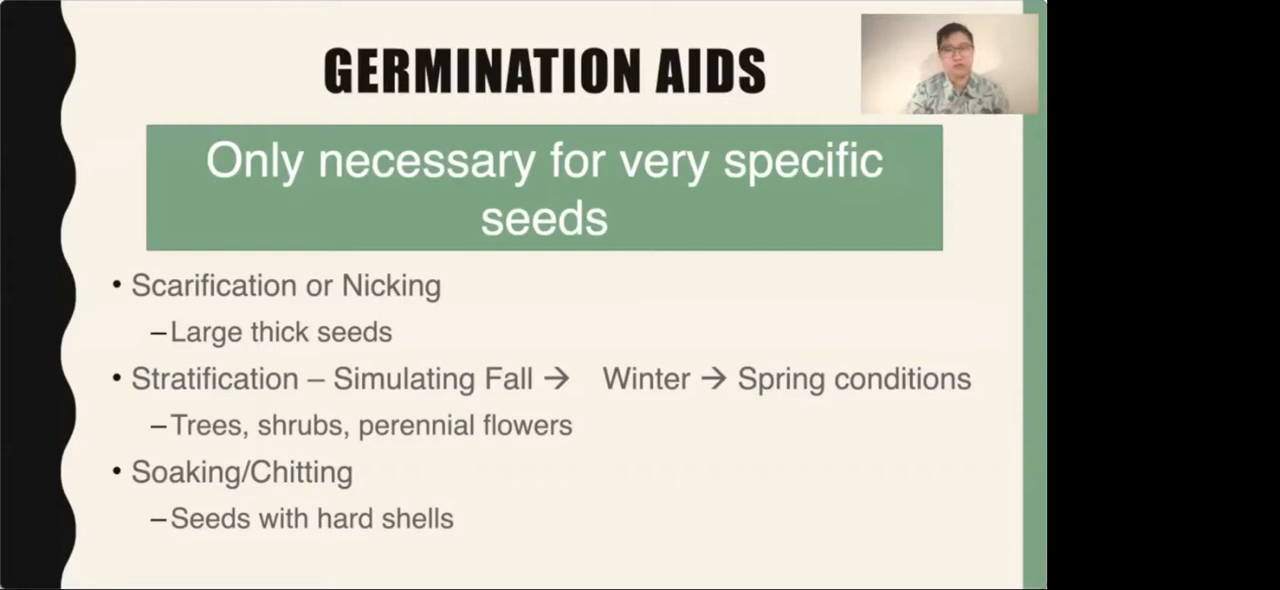 GERMINATION AIDS
Only necessary for very specific
seeds
• Scarification or Nicking
–Large thick seeds
• Stratification – Simulating Fall → Winter → Spring conditions
–Trees, shrubs, perennial flowers
• Soaking/Chitting
–Seeds with hard shells